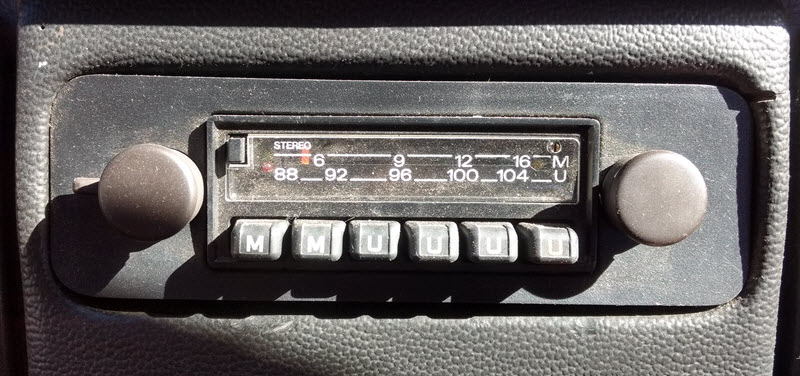 STEREO
6 9 12 16 M
88 92 96 100 104 U
M M U U U U